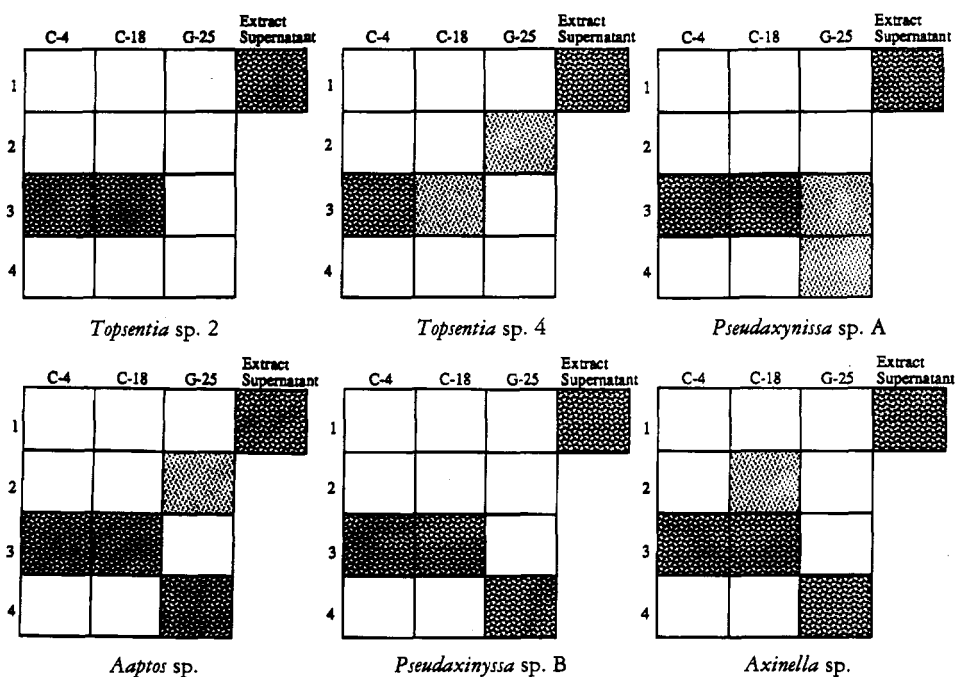 C-4 C-18 G-25 Extract Supernatant
1
2
3
4
Topsentia sp. 2
C-4 C-18 G-25 Extract Supernatant
1
2
3
4
Topsentia sp. 4
C-4 C-18 G-25 Extract Supernatant
1
2
3
4
Pseudaxynissa sp. A
C-4 C-18 G-25 Extract Supernatant
1
2
3
4
Aaptos sp.
C-4 C-18 G-25 Extract Supernatant
1
2
3
4
Pseudaxinyssa sp. B
C-4 C-18 G-25 Extract Supernatant
1
2
3
4
Axinella sp.